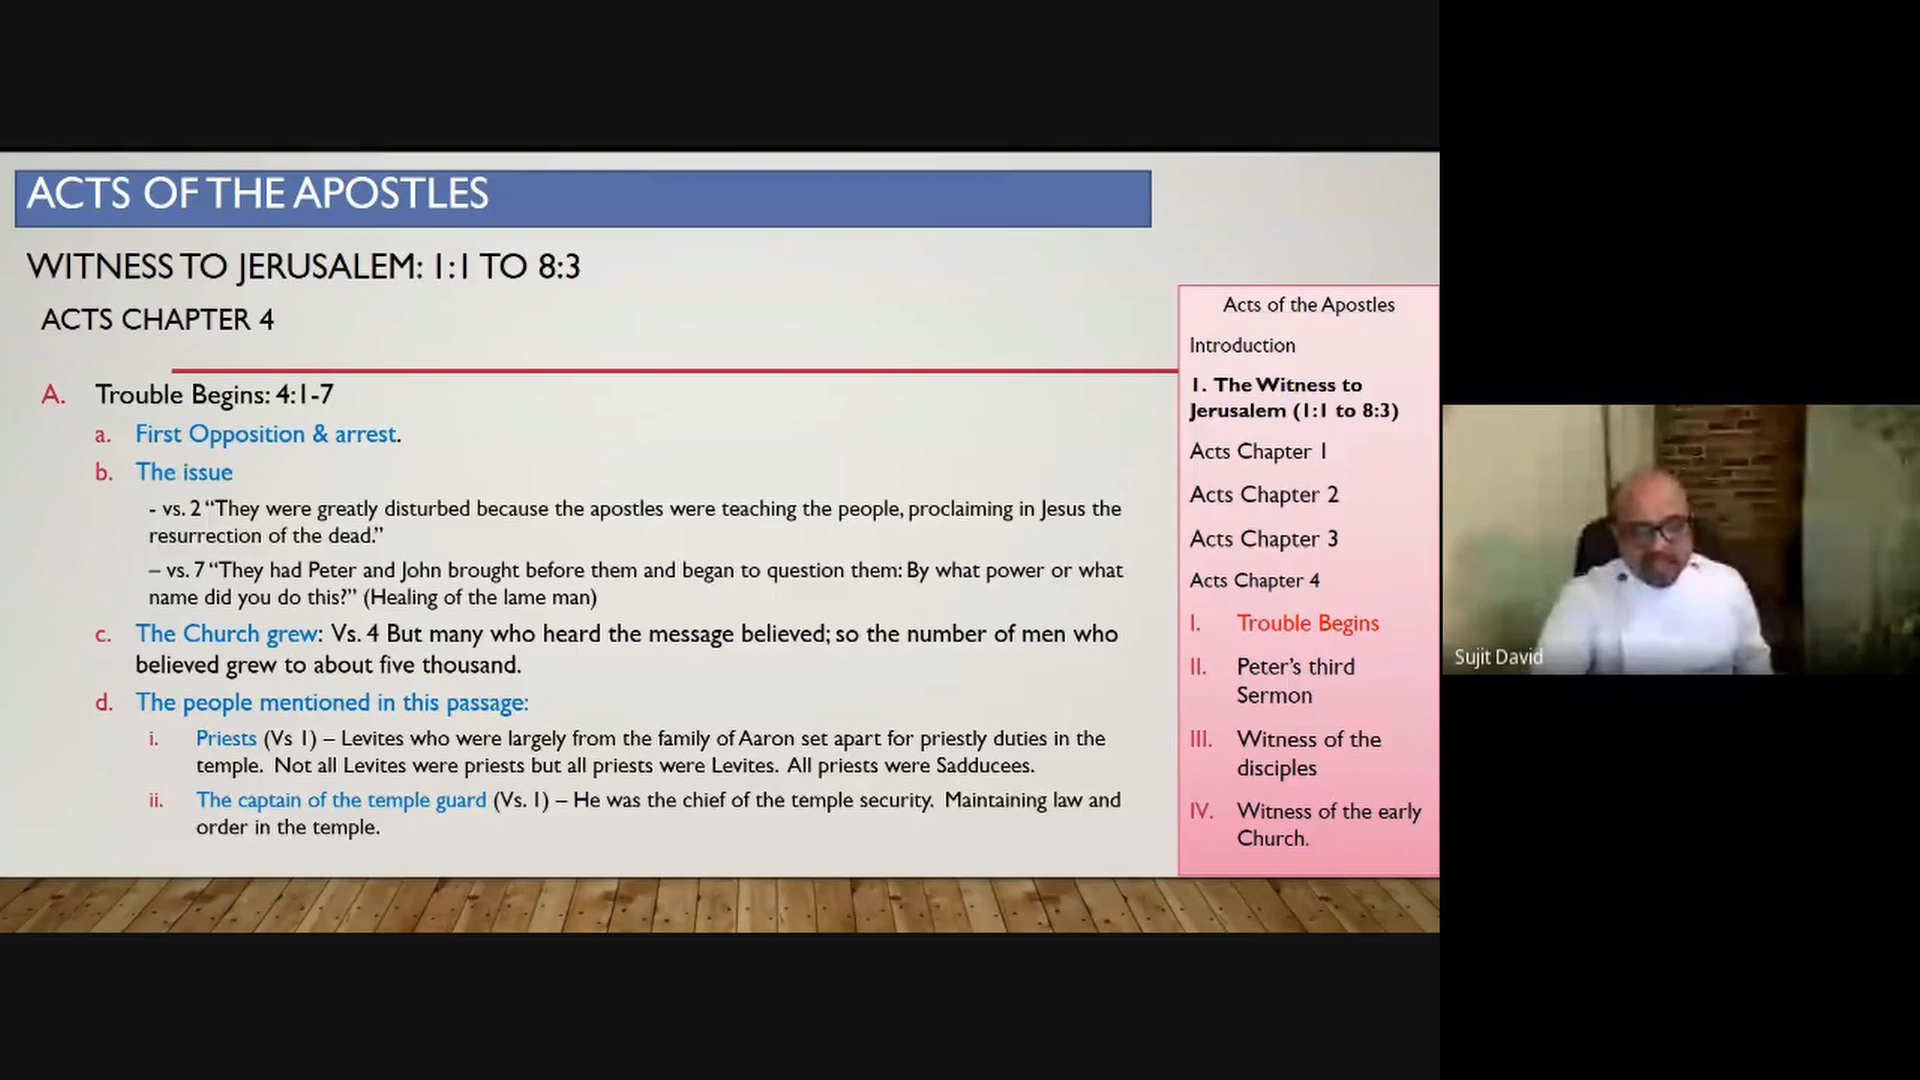 ACTS OF THE APOSTLES
WITNESS TO JERUSALEM: 1:1 TO 8:3
ACTS CHAPTER 4
A. Trouble Begins: 4:1-7
a. First Opposition & arrest.
b. The issue
- vs. 2 “They were greatly disturbed because the apostles were teaching the people, proclaiming in Jesus the
resurrection of the dead.”
– vs. 7 “They had Peter and John brought before them and began to question them: By what power or what
name did you do this?” (Healing of the lame man)
c. The Church grew: Vs. 4 But many who heard the message believed; so the number of men who
believed grew to about five thousand.
d. The people mentioned in this passage:
i. Priests (Vs 1) – Levites who were largely from the family of Aaron set apart for priestly duties in the
temple. Not all Levites were priests but all priests were Levites. All priests were Sadducees.
ii. The captain of the temple guard (Vs. 1) – He was the chief of the temple security. Maintaining law and
order in the temple.
Acts of the Apostles
Introduction
1. The Witness to
Jerusalem (1:1 to 8:3)
Acts Chapter 1
Acts Chapter 2
Acts Chapter 3
Acts Chapter 4
I. Trouble Begins
II. Peter’s third
Sermon
III. Witness of the
disciples
IV. Witness of the early
Church.
Sujit David